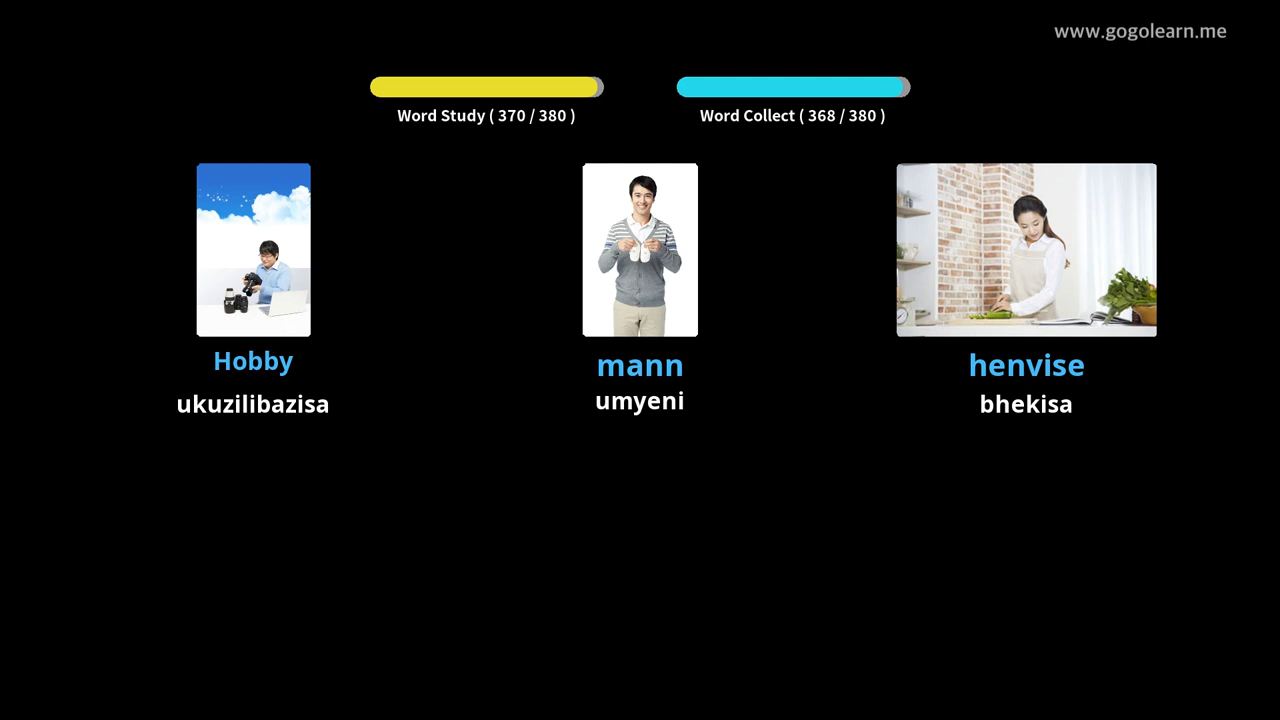 www.gogolearn.me
Word Study ( 370 / 380 )
Word Collect ( 368 / 380 )
Hobby
mann
henvise
ukuzilibazisa
umyeni
bhekisa